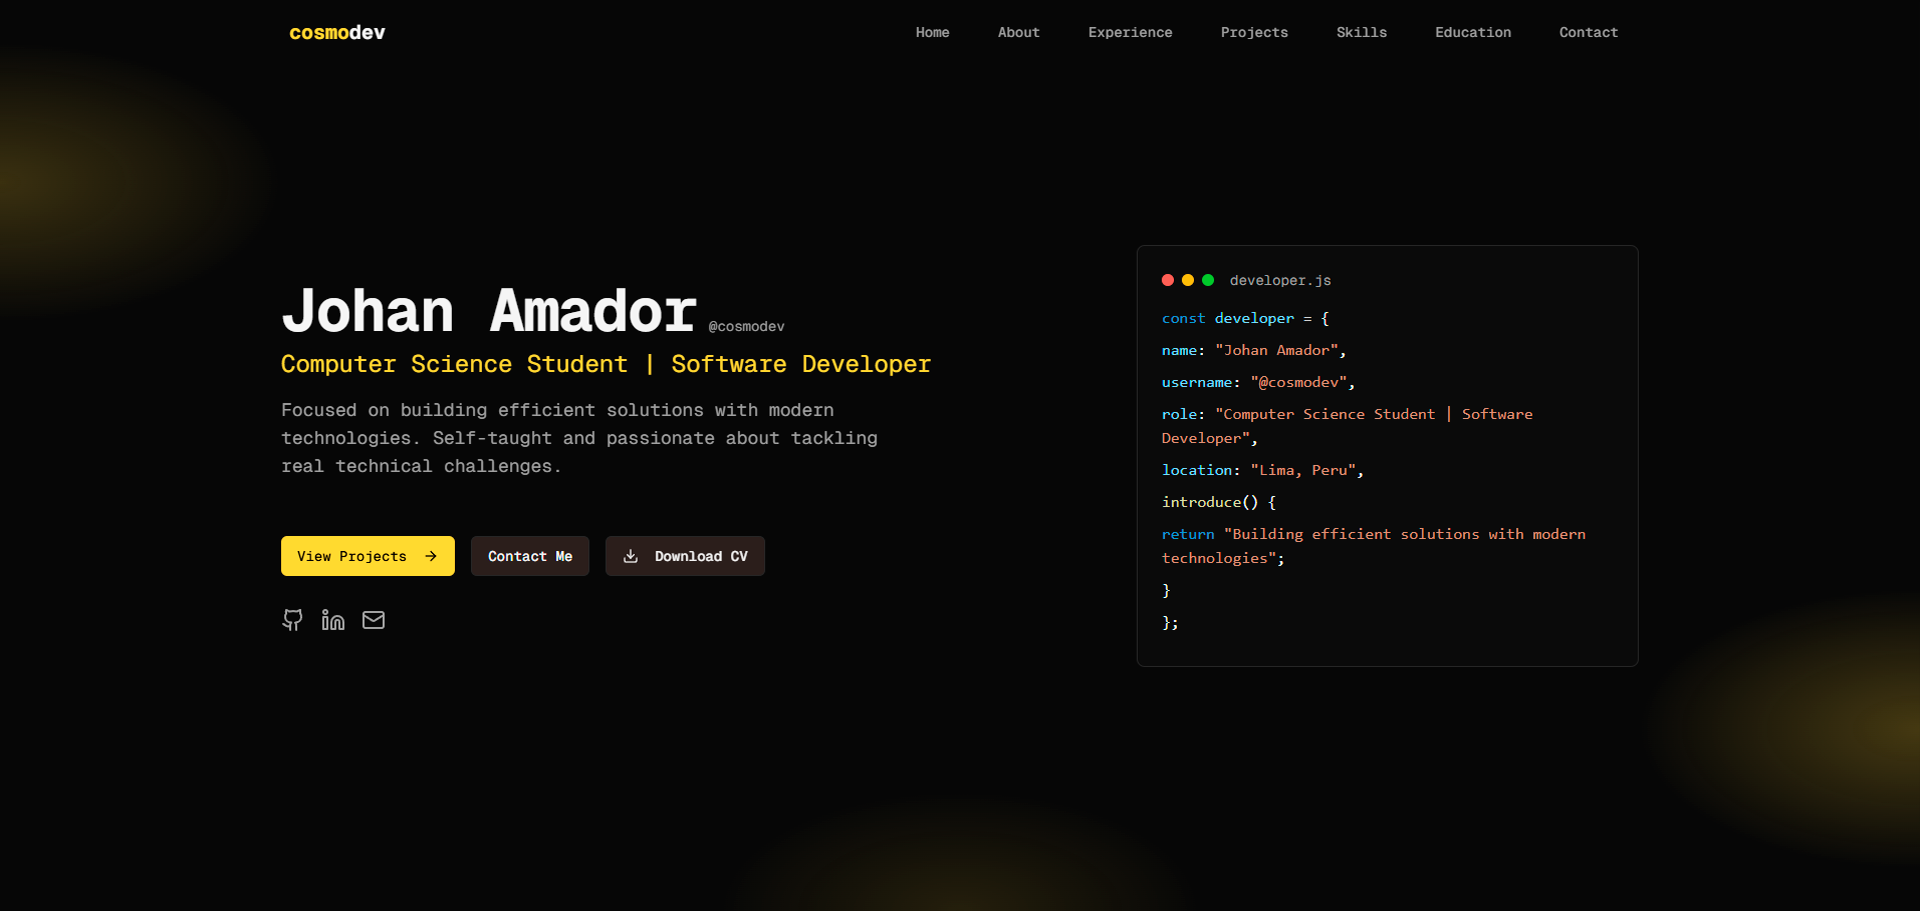 cosmodev
Home About Experience Projects Skills Education Contact
Johan Amador @cosmodev
Computer Science Student | Software Developer
Focused on building efficient solutions with modern
technologies. Self-taught and passionate about tackling
real technical challenges.
View Projects
Contact Me
Download CV
developer.js
const developer = {
name: "Johan Amador",
username: "@cosmodev",
role: "Computer Science Student | Software
Developer",
location: "Lima, Peru",
introduce() {
return "Building efficient solutions with modern
technologies";
}
};